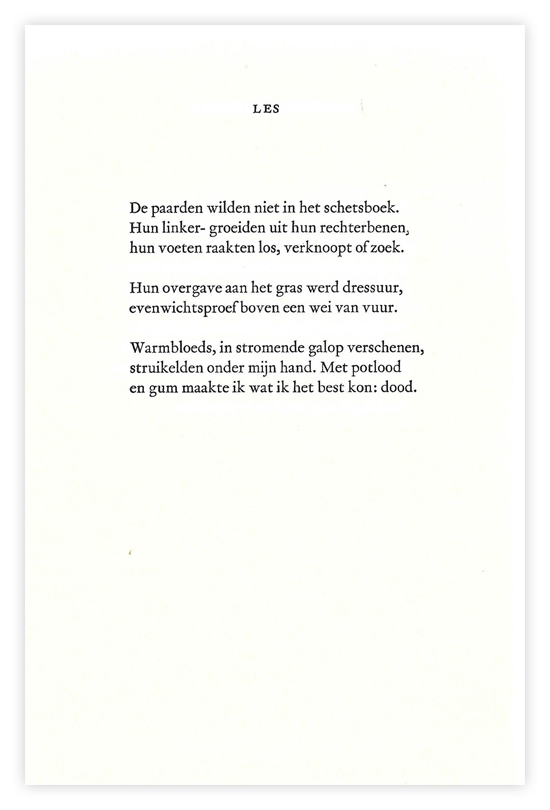 LES
De paarden wilden niet in het schetsboek.
Hun linker- groeiden uit hun rechterbenen,
hun voeten raakten los, verknoopt of zoek.
Hun overgave aan het gras werd dressuur,
evenwichtsproef boven een wei van vuur.
Warmbloeds, in stromende galop verschenen,
struikelden onder mijn hand. Met potlood
en gum maakte ik wat ik het best kon: dood.